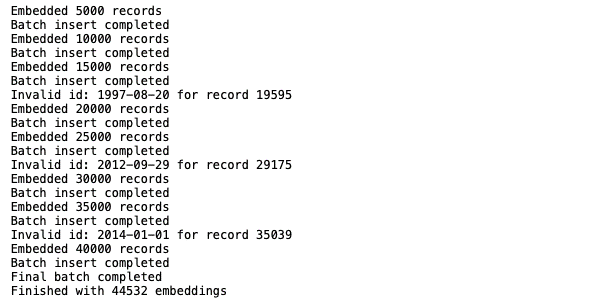 Embedded 5000 records
Batch insert completed
Embedded 10000 records
Batch insert completed
Embedded 15000 records
Batch insert completed
Invalid id: 1997-08-20 for record 19595
Embedded 20000 records
Batch insert completed
Embedded 25000 records
Batch insert completed
Invalid id: 2012-09-29 for record 29175
Embedded 30000 records
Batch insert completed
Embedded 35000 records
Batch insert completed
Invalid id: 2014-01-01 for record 35039
Embedded 40000 records
Batch insert completed
Final batch completed
Finished with 44532 embeddings